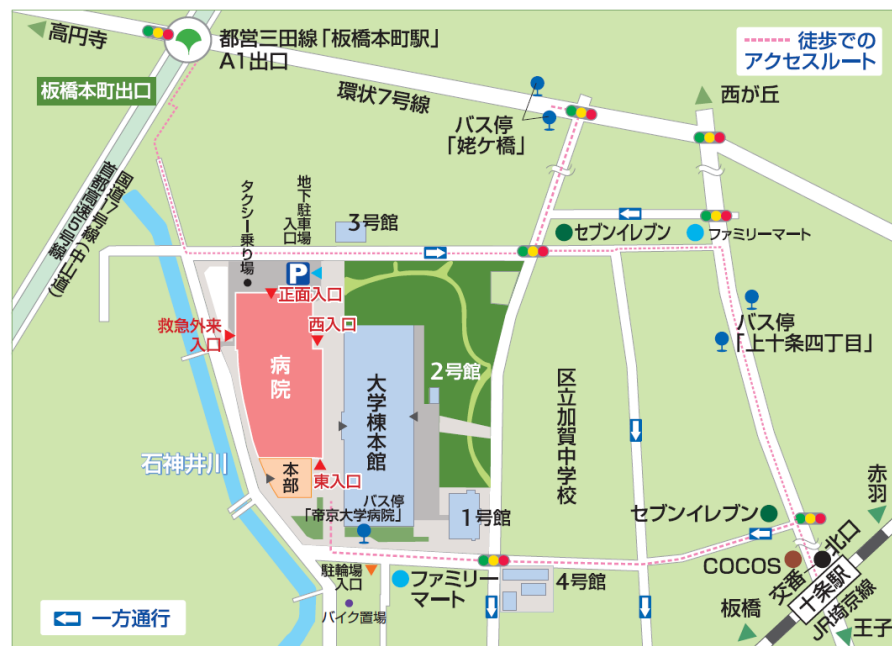 高円寺
都営三田線「板橋本町駅」
A1出口
徒歩での
アクセスルート
板橋本町出口
環状7号線
西が丘
バス停
「姥ケ橋」
国道17号線(中山道)
首都高速5号線
タクシー乗り場
地下駐車場
入口
3号館
セブンイレブン
ファミリーマート
P
正面入口
救急外来
入口
西入口
バス停
「上十条四丁目」
病院
2号館
大学棟本館
区立加賀中学校
石神井川
本部
東入口
バス停
「帝京大学病院」
1号館
セブンイレブン
赤羽
北口
COCOS
交番
十条駅
JR埼京線
駐輪場
入口
ファミリー
マート
4号館
板橋
王子
バイク置場
一方通行